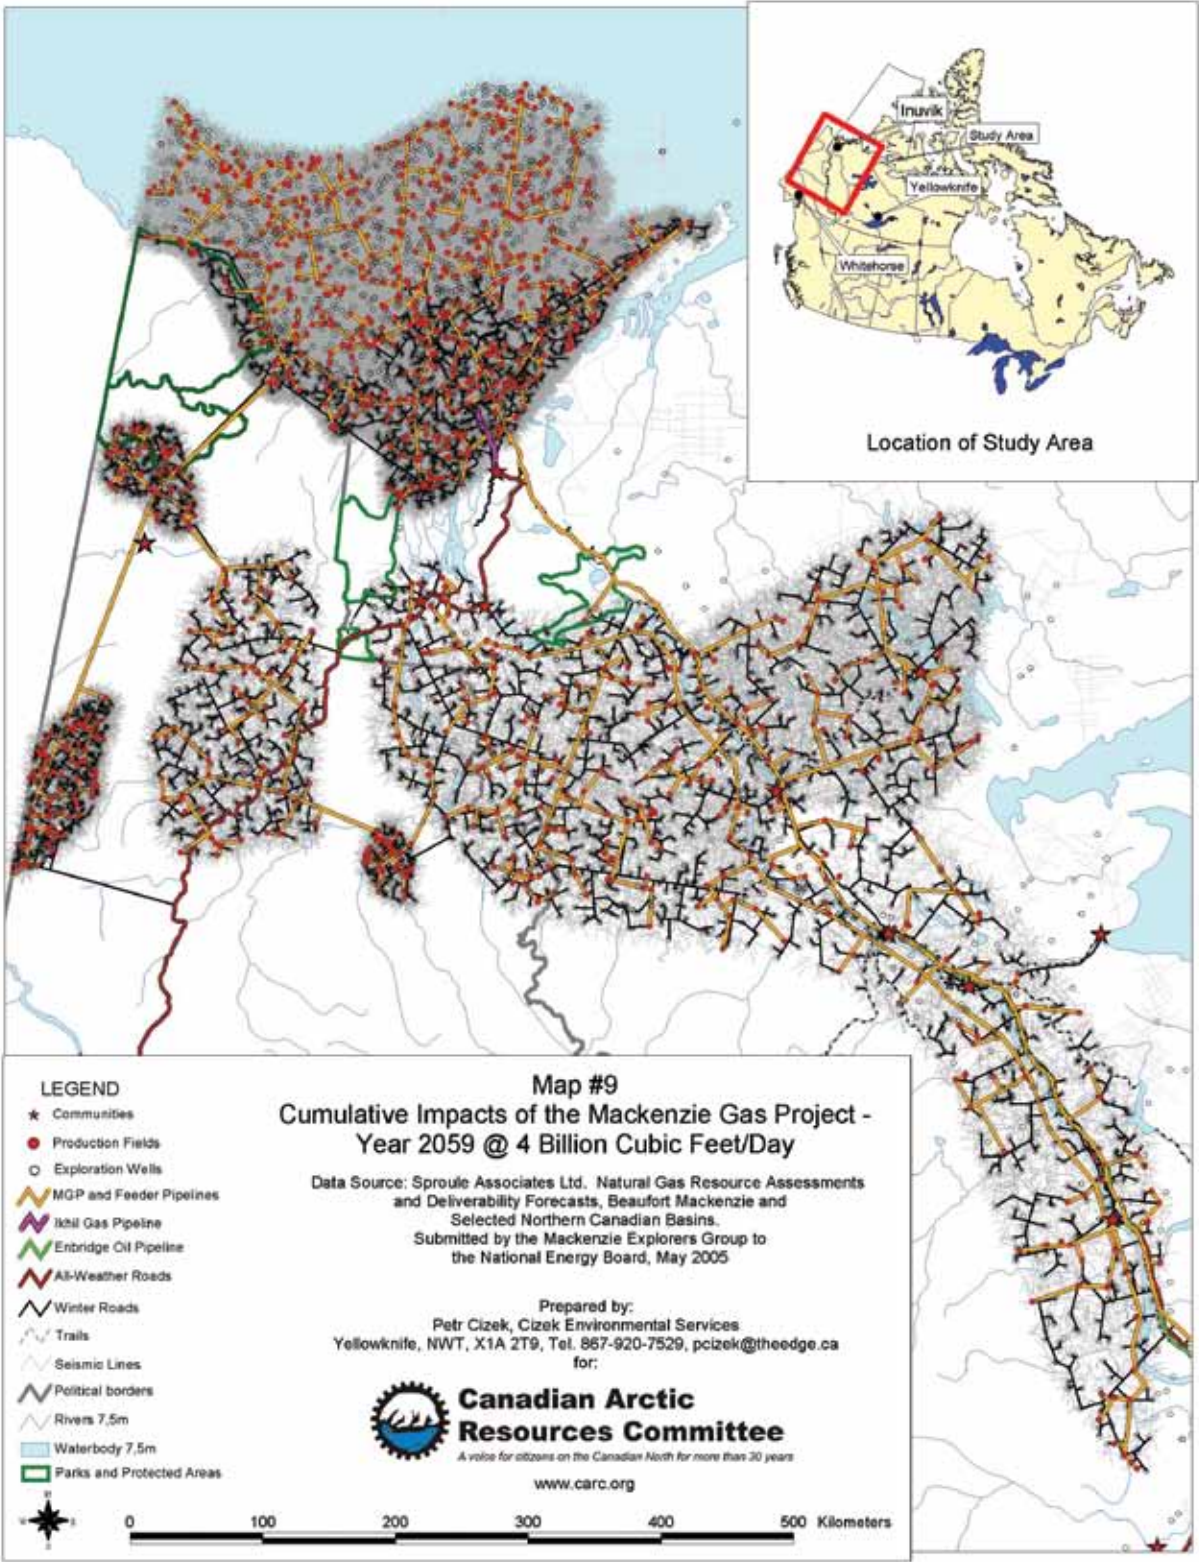 Inuvik
Study Area
Yellowknife
Whitehorse
Location of Study Area
LEGEND
Communities
Production Fields
Exploration Wells
MGP and Feeder Pipelines
Ikhil Gas Pipeline
Enbridge Oil Pipeline
All-Weather Roads
Winter Roads
Trails
Seismic Lines
Political borders
Rivers 7,5m
Waterbody 7,5m
Parks and Protected Areas
Map #9
Cumulative Impacts of the Mackenzie Gas Project -
Year 2059 @ 4 Billion Cubic Feet/Day
Data Source: Sproule Associates Ltd. Natural Gas Resource Assessments
and Deliverability Forecasts, Beaufort Mackenzie and
Selected Northern Canadian Basins.
Submitted by the Mackenzie Explorers Group to
the National Energy Board, May 2005
Prepared by:
Petr Cizek, Cizek Environmental Services
Yellowknife, NWT, X1A 2T9, Tel. 867-920-7529, pcizek@theedge.ca
for:
Canadian Arctic
Resources Committee
A voice for citizens on the Canadian North for more than 30 years
www.carc.org
N
W
E
S
0 100 200 300 400 500 Kilometers